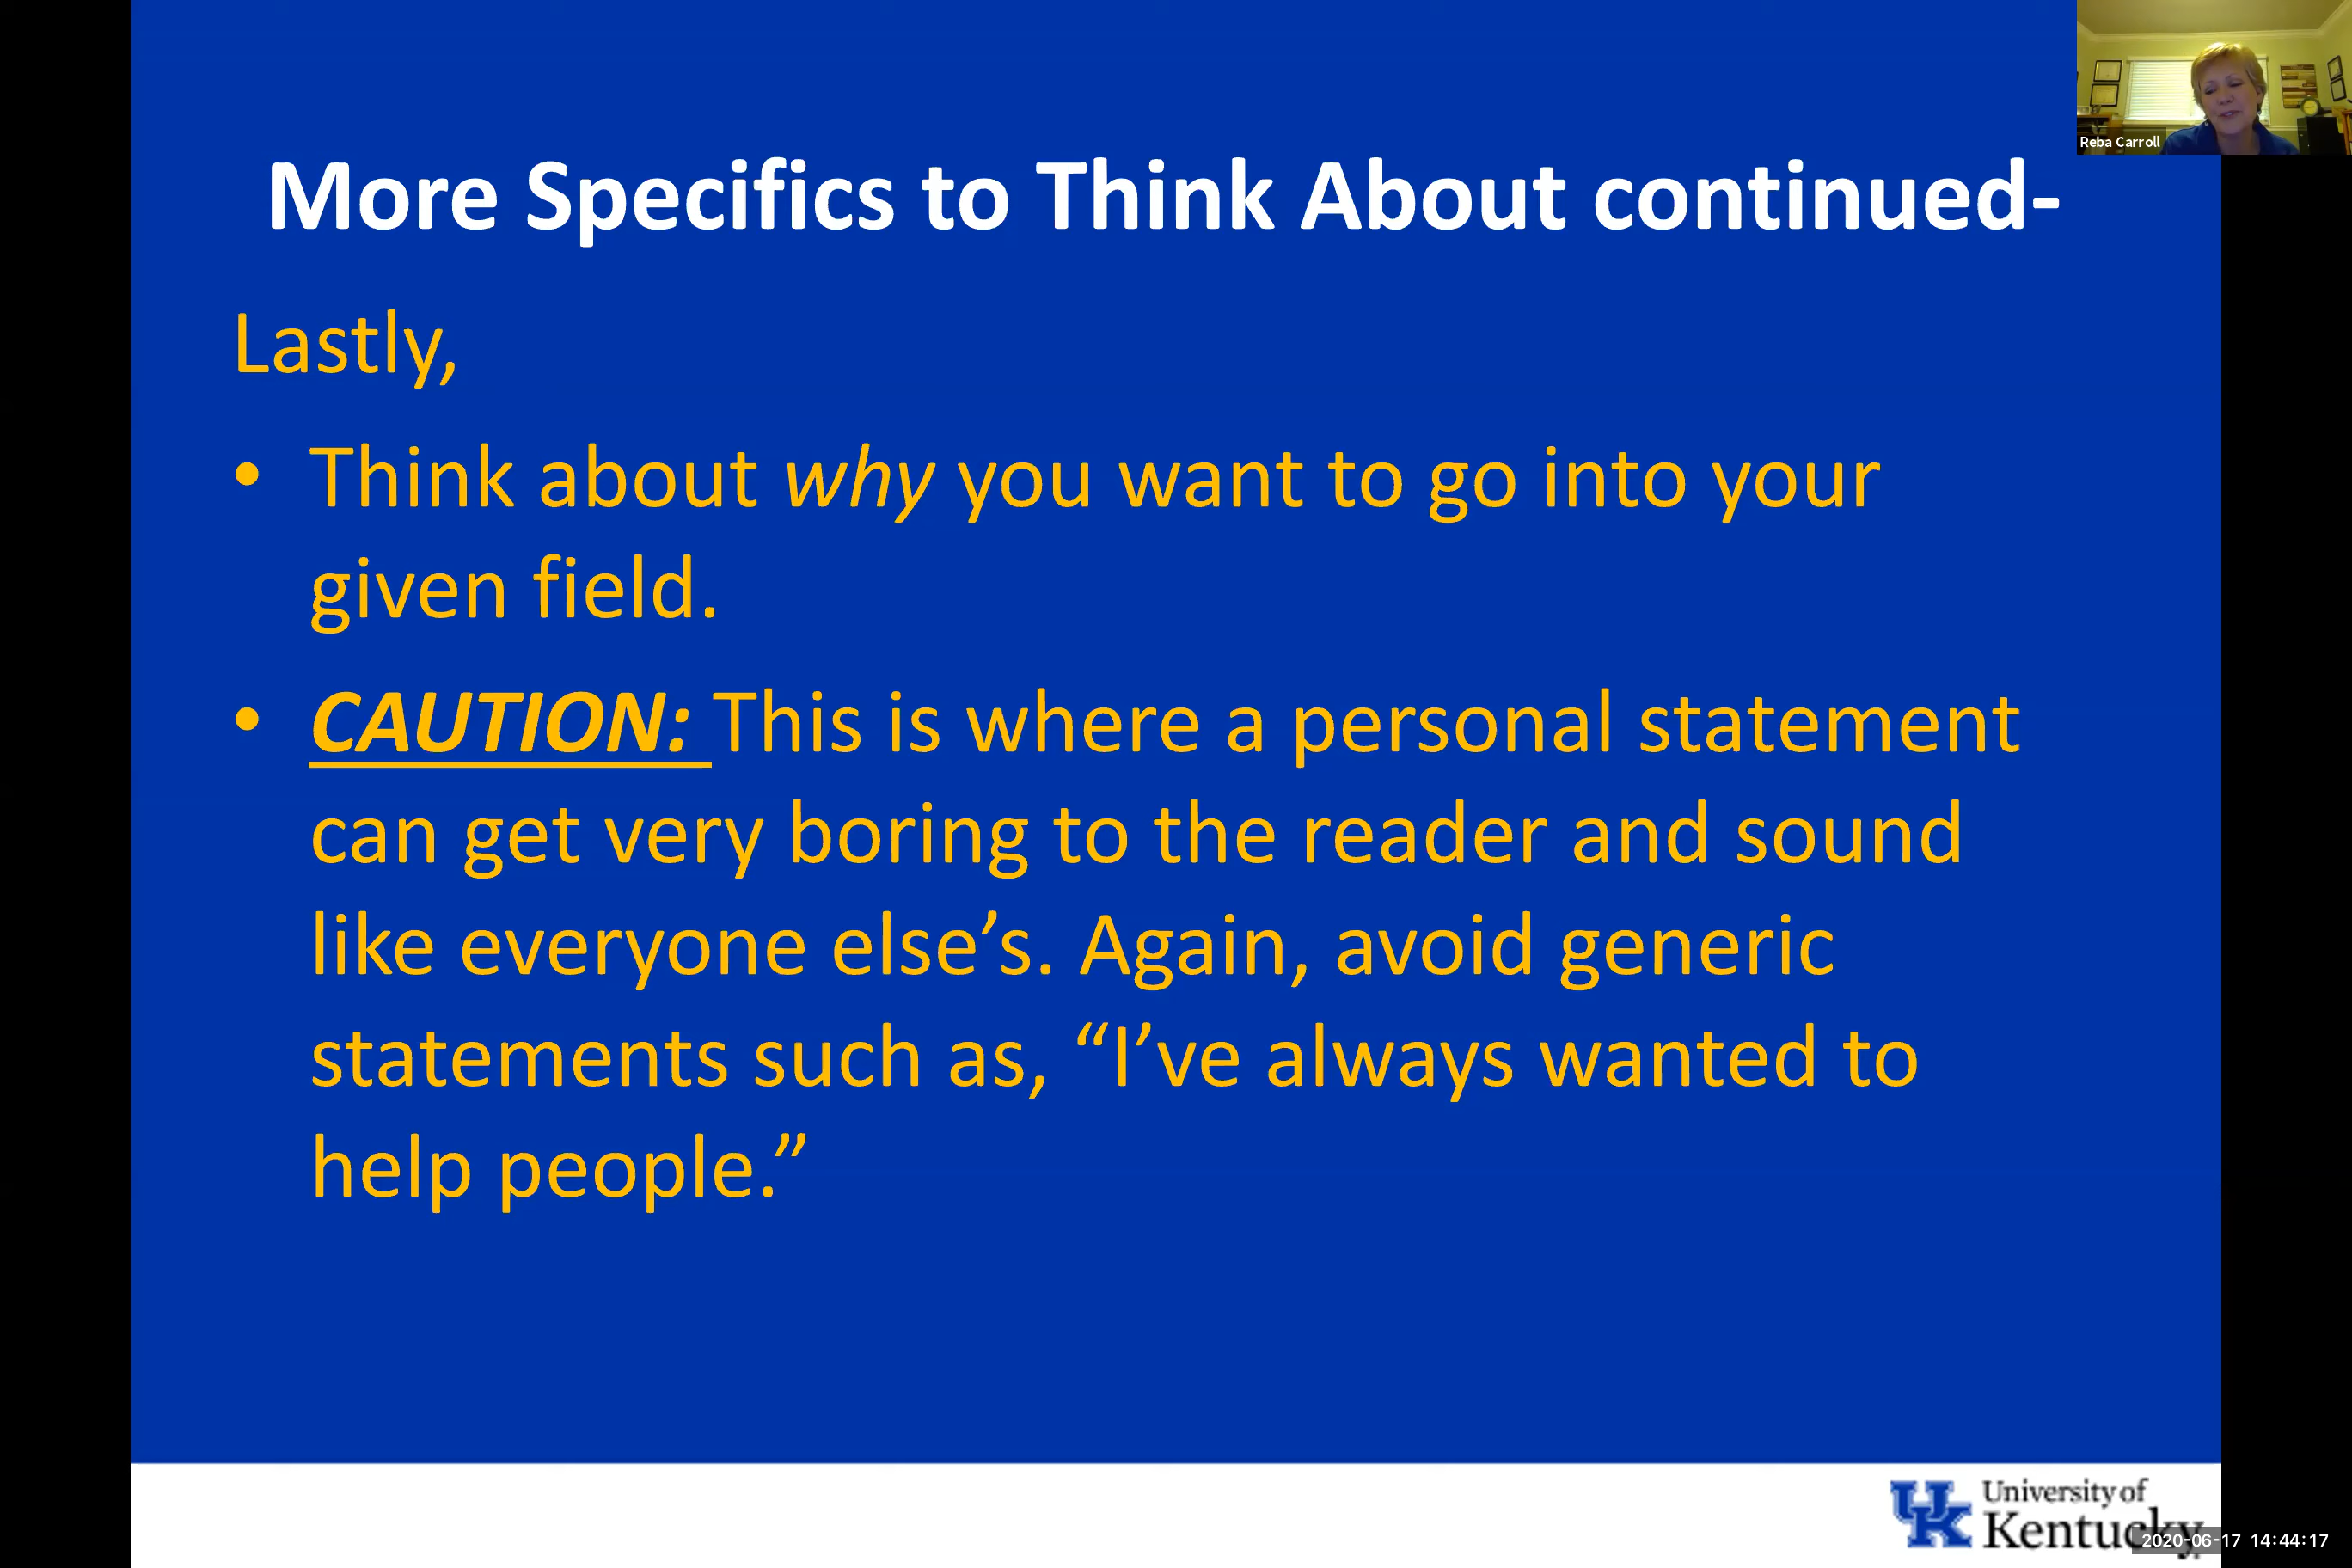 Reba Carroll
More Specifics to Think About continued-
Lastly,
• Think about why you want to go into your
given field.
• CAUTION: This is where a personal statement
can get very boring to the reader and sound
like everyone else’s. Again, avoid generic
statements such as, “I’ve always wanted to
help people.”
UK
University of
Kentucky
2020-06-17 14:44:17